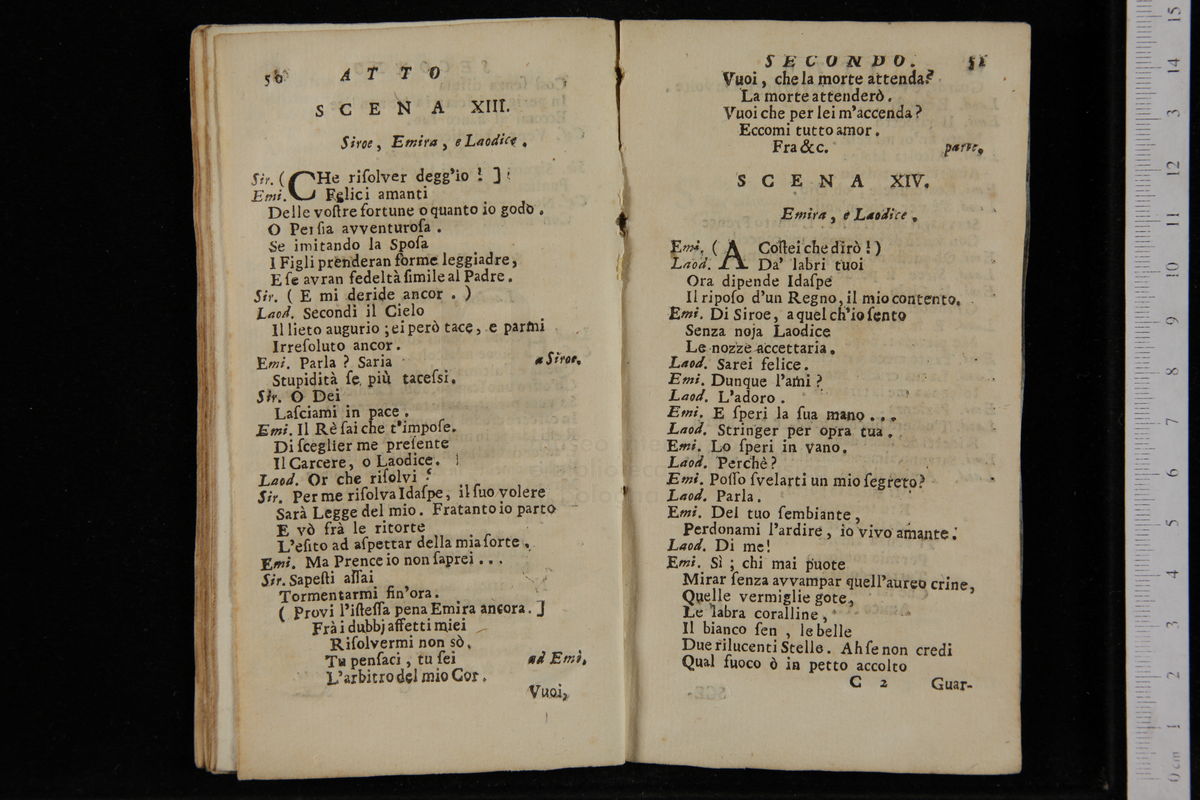 50 ATTO
SCENA XIII.
Siroe, Emira, e Laodice.
Sir. (CHe riſolver degg'io ! ]
Emi. Felici amanti
Delle voſtre fortune o quanto io godo.
O Perſia avventuroſa.
Se imitando la Spoſa
I Figli prenderan forme leggiadre,
E ſe avran fedeltà ſimile al Padre.
Sir. ( E mi deride ancor. )
Laod. Secondi il Cielo
Il lieto augurio; ei però tace, e parmi
Irreſoluto ancor.
Emi. Parla ? Saria a Siroe.
Stupidità ſe più taceſsi.
Sir. O Dei
Laſciami in pace.
Emi. Il Rè ſai che t'impoſe.
Di ſceglier me preſente
Il Carcere, o Laodice.
Laod. Or che riſolvi ?
Sir. Per me riſolva Idaſpe, il ſuo volere
Sarà Legge del mio. Fratanto io parto
E vò frà le ritorte
L'eſito ad aſpettar della mia ſorte.
Emi. Ma Prence io non ſaprei...
Sir. Sapeſti aſſai
Tormentarmi fin'ora.
( Provi l'iſteſſa pena Emira ancora. ]
Frà i dubbj affetti miei
Riſolvermi non sò,
Tu penſaci, tu ſei ad Emi.
L'arbitro del mio Cor.
Vuoi,
SECONDO. 51
Vuoi, che la morte attenda?
La morte attenderò.
Vuoi che per lei m'accenda?
Eccomi tutto amor.
Fra &c. parte.
SCENA XIV.
Emira, e Laodice.
Emi. ( A Coſtei che dirò ! )
Laod. Da' labri tuoi
Ora dipende Idaſpe
Il ripoſo d'un Regno, il mio contento.
Emi. Di Siroe, a quel ch'io ſento
Senza noja Laodice
Le nozze accettaria.
Laod. Sarei felice.
Emi. Dunque l'ami ?
Laod. L'adoro.
Emi. E ſperi la ſua mano...
Laod. Stringer per opra tua.
Emi. Lo ſperi in vano.
Laod. Perchè?
Emi. Poſſo ſvelarti un mio ſegreto?
Laod. Parla.
Emi. Del tuo ſembiante,
Perdonami l'ardire, io vivo amante.
Laod. Di me!
Emi. Sì; chi mai puote
Mirar ſenza avvampar quell'aureo crine,
Quelle vermiglie gote,
Le labra coralline,
Il bianco ſen, le belle
Due rilucenti Stelle. Ah ſe non credi
Qual fuoco ò in petto accolto
C 2 Guar-